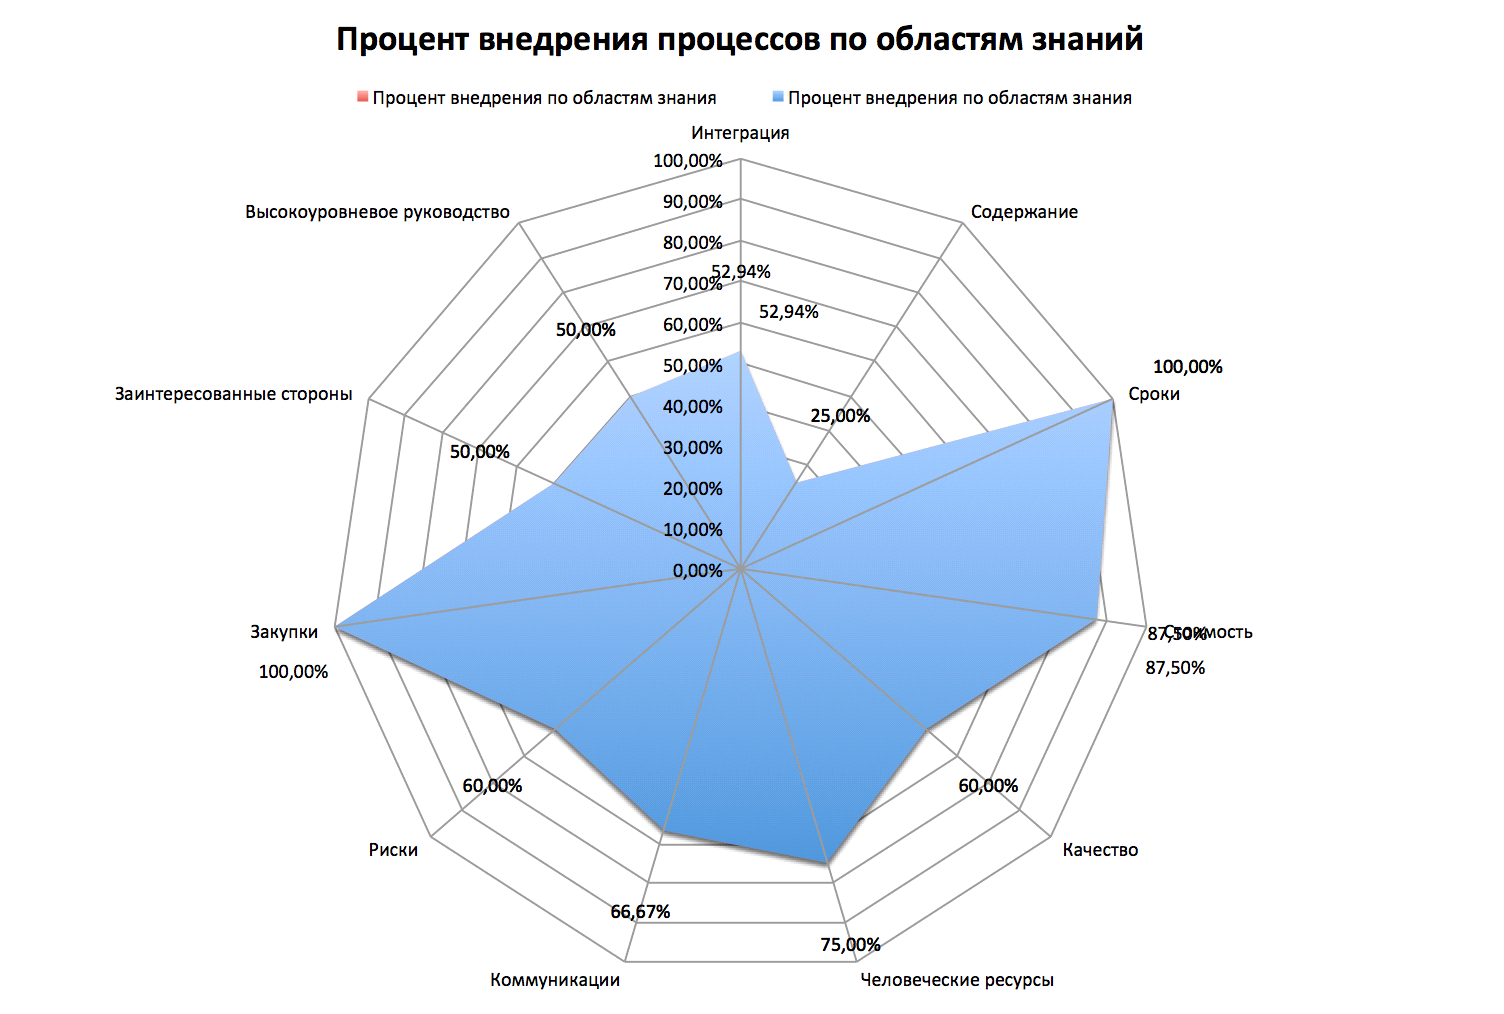 Процент внедрения процессов по областям знаний
Процент внедрения по областям знания
Процент внедрения по областям знания
Интеграция
100,00%
90,00%
80,00%
70,00%
60,00%
50,00%
40,00%
30,00%
20,00%
10,00%
0,00%
52,94%
52,94%
Содержание
25,00%
100,00%
Сроки
Стоимость
87,50%
87,50%
60,00%
Качество
75,00%
Человеческие ресурсы
66,67%
Коммуникации
60,00%
Риски
Закупки
100,00%
Заинтересованные стороны
50,00%
Высокоуровневое руководство
50,00%